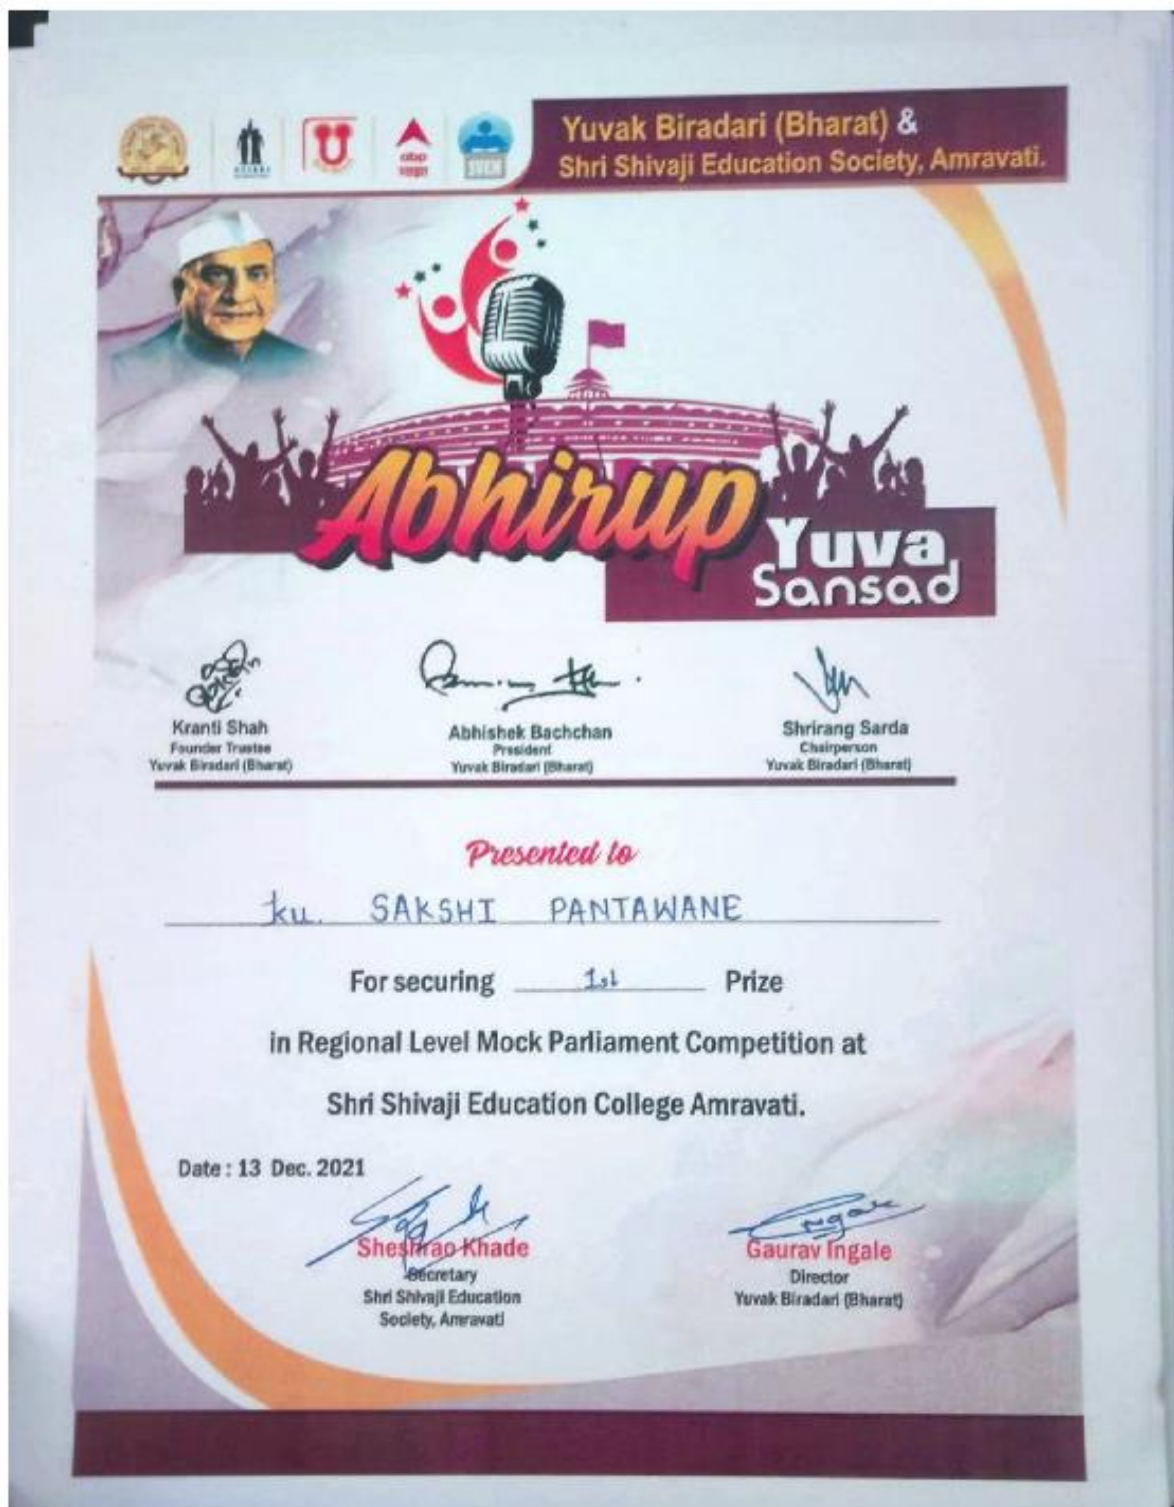 Yuvak Biradari (Bharat) &
Shri Shivaji Education Society, Amravati.
abp
SVEN
Abhirup
Yuva
Sansad
Kranti Shah
Founder Trustee
Yuvak Biradari (Bharat)
Abhishek Bachchan
President
Yuvak Biradari (Bharat)
Shrirang Sarda
Chairperson
Yuvak Biradari (Bharat)
Presented to
Ku. SAKSHI PANTAWANE
For securing 1st Prize
in Regional Level Mock Parliament Competition at
Shri Shivaji Education College Amravati.
Date : 13 Dec. 2021
Sheshrao Khade
Secretary
Shri Shivaji Education
Society, Amravati
Gaurav Ingale
Director
Yuvak Biradari (Bharat)